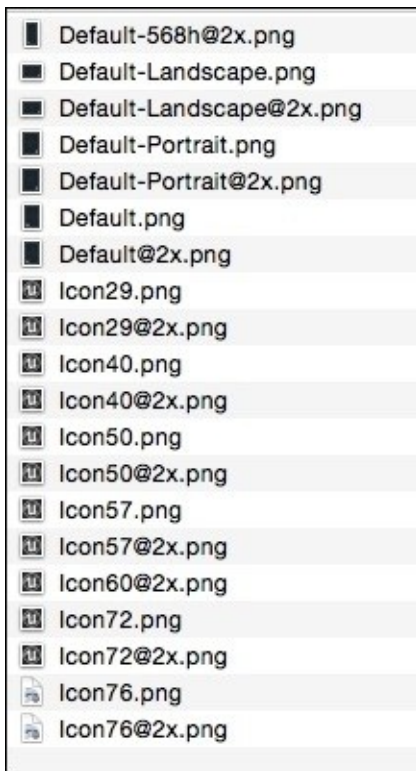 Default-568h@2x.png
Default-Landscape.png
Default-Landscape@2x.png
Default-Portrait.png
Default-Portrait@2x.png
Default.png
Default@2x.png
Icon29.png
Icon29@2x.png
Icon40.png
Icon40@2x.png
Icon50.png
Icon50@2x.png
Icon57.png
Icon57@2x.png
Icon60@2x.png
Icon72.png
Icon72@2x.png
Icon76.png
Icon76@2x.png